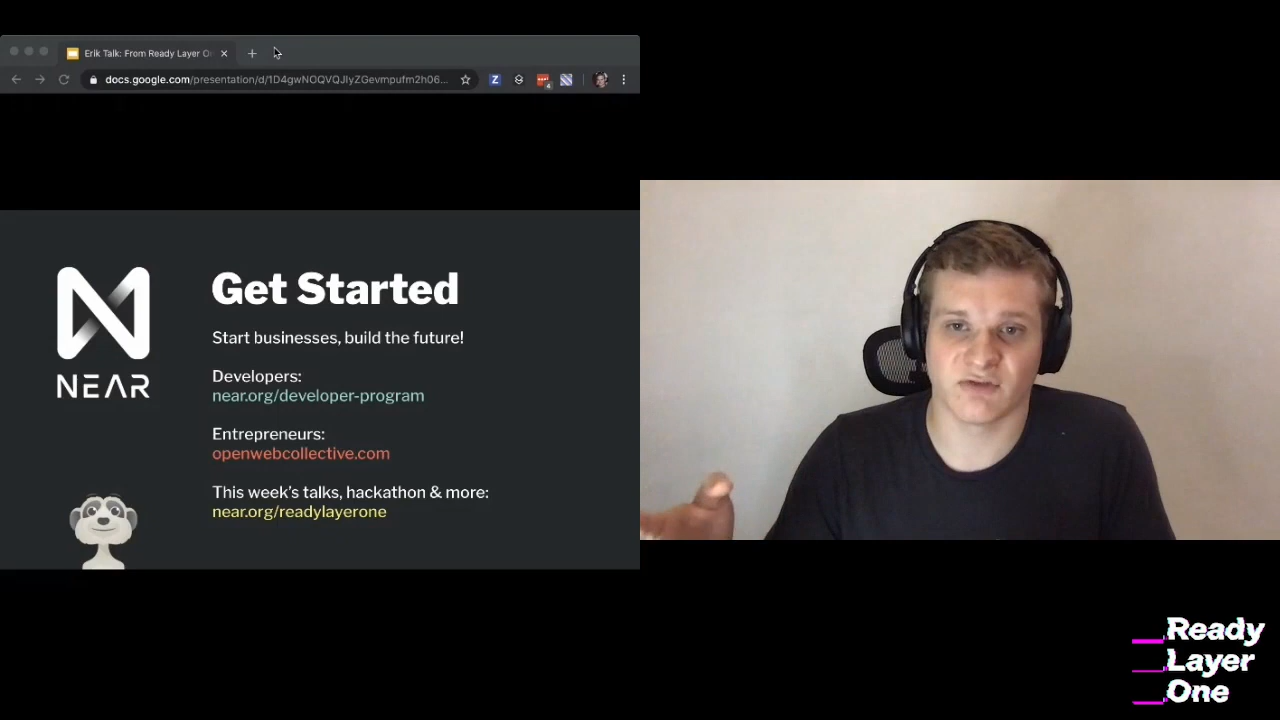 Erik Talk: From Ready Layer O
docs.google.com/presentation/d/1D4gwNOQVQJIyZGevmpufm2h06...
Z
4
NEAR
Get Started
Start businesses, build the future!
Developers:
near.org/developer-program
Entrepreneurs:
openwebcollective.com
This week's talks, hackathon & more:
near.org/readylayerone
Ready
Layer
One